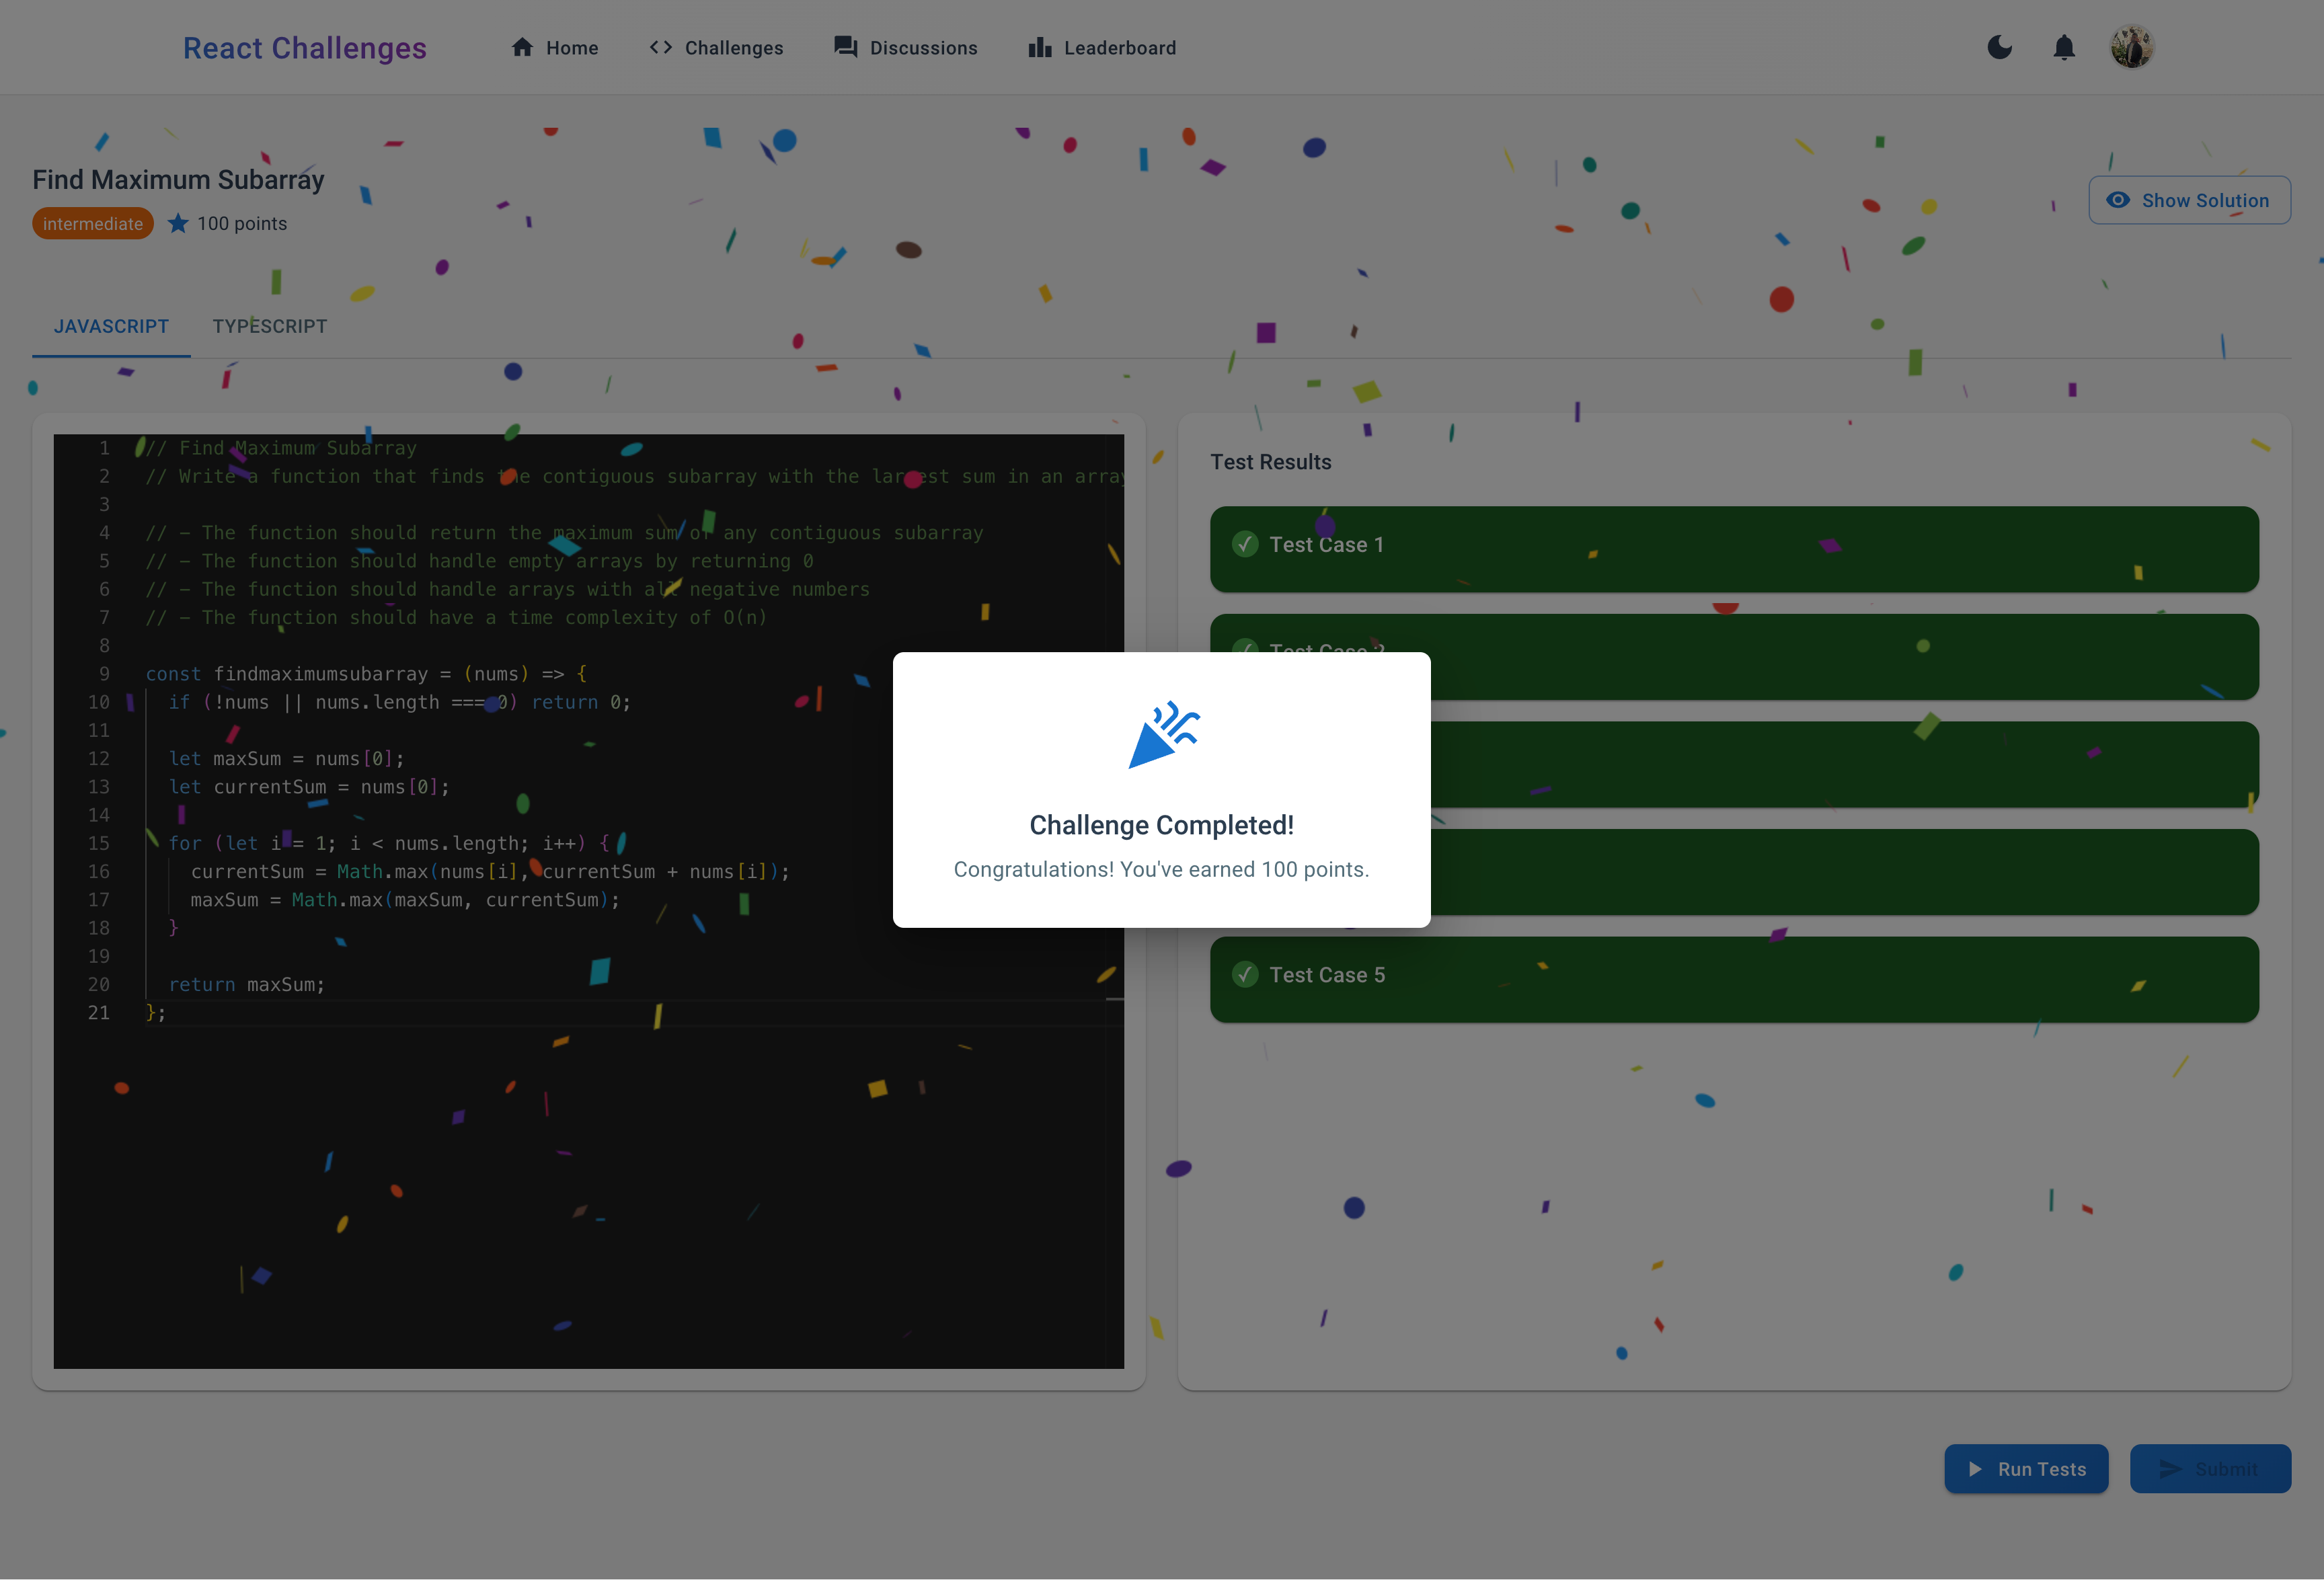 React Challenges
Home
Challenges
Discussions
Leaderboard
Find Maximum Subarray
intermediate
100 points
Show Solution
JAVASCRIPT
TYPESCRIPT
1 // Find Maximum Subarray
2 // Write a function that finds the contiguous subarray with the largest sum in an array
3
4 // – The function should return the maximum sum of any contiguous subarray
5 // – The function should handle empty arrays by returning 0
6 // – The function should handle arrays with all negative numbers
7 // – The function should have a time complexity of O(n)
8
9 const findmaximumsubarray = (nums) => {
10 if (!nums || nums.length === 0) return 0;
11
12 let maxSum = nums[0];
13 let currentSum = nums[0];
14
15 for (let i = 1; i < nums.length; i++) {
16 currentSum = Math.max(nums[i], currentSum + nums[i]);
17 maxSum = Math.max(maxSum, currentSum);
18 }
19
20 return maxSum;
21 };
Test Results
Test Case 1
Test Case 2
Test Case 5
Challenge Completed!
Congratulations! You've earned 100 points.
Run Tests
Submit